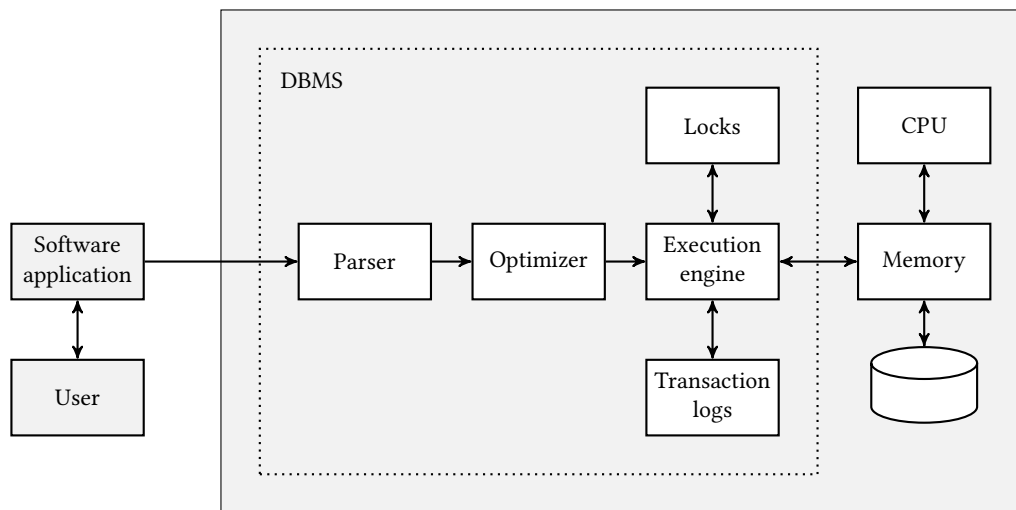 DBMS
Locks
CPU
Software
application
Parser
Optimizer
Execution
engine
Memory
User
Transaction
logs